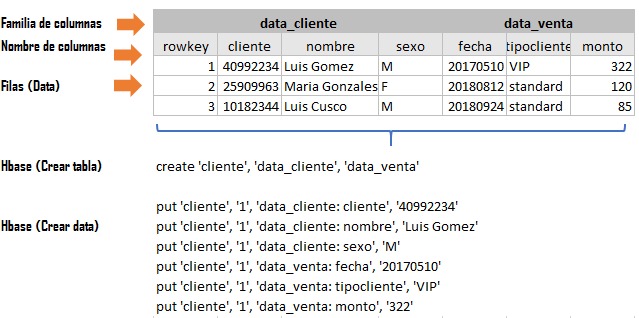 Familia de columnas data_cliente data_venta
Nombre de columnas rowkey cliente nombre sexo fecha tipocliente monto
1 40992234 Luis Gomez M 20170510 VIP 322
Filas (Data) 2 25909963 Maria Gonzales F 20180812 standard 120
3 10182344 Luis Cusco M 20180924 standard 85
Hbase (Crear tabla) create 'cliente', 'data_cliente', 'data_venta'
put 'cliente', '1', 'data_cliente: cliente', '40992234'
Hbase (Crear data) put 'cliente', '1', 'data_cliente: nombre', 'Luis Gomez'
put 'cliente', '1', 'data_cliente: sexo', 'M'
put 'cliente', '1', 'data_venta: fecha', '20170510'
put 'cliente', '1', 'data_venta: tipocliente', 'VIP'
put 'cliente', '1', 'data_venta: monto', '322'